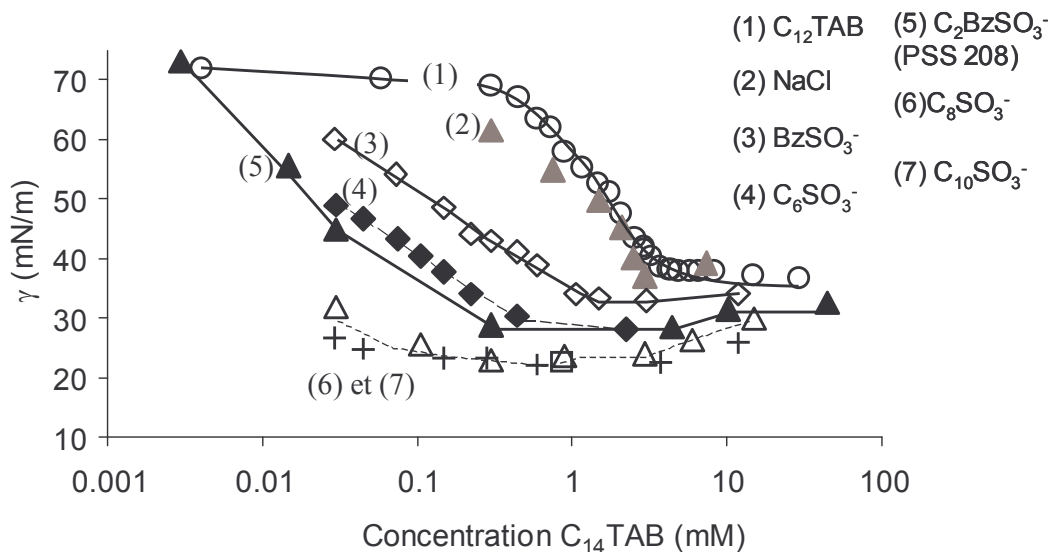 (1) C₁₂TAB
(2) NaCl
(3) BzSO₃⁻
(4) C₆SO₃⁻
(5) C₂BzSO₃⁻
(PSS 208)
(6)C₈SO₃⁻
(7) C₁₀SO₃⁻
γ (mN/m)
70
60
50
40
30
20
10
(1)
(2)
(3)
(4)
(5)
(6) et (7)
0.001
0.01
0.1
1
10
100
Concentration C₁₄TAB (mM)